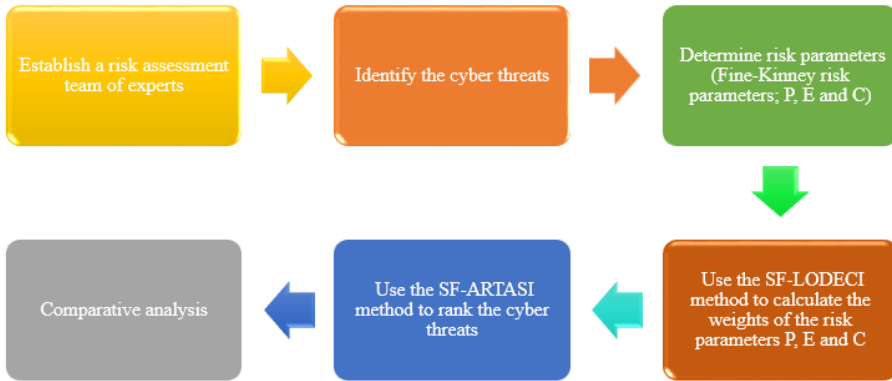 Establish a risk assessment
team of experts
Identify the cyber threats
Determine risk parameters
(Fine-Kinney risk
parameters; P, E and C)
Use the SF-LODECI
method to calculate the
weights of the risk
parameters P, E and C
Use the SF-ARTASI
method to rank the cyber
threats
Comparative analysis